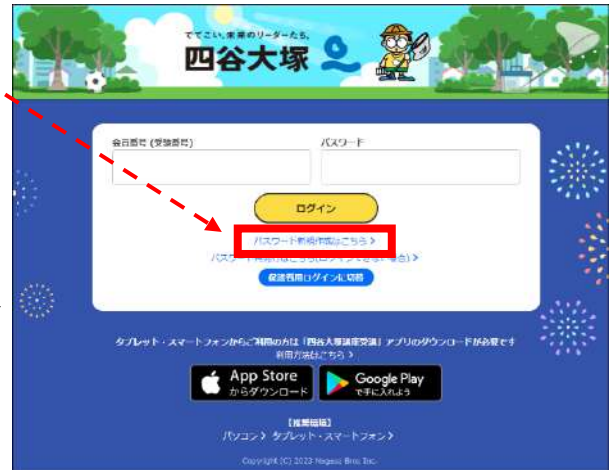 でてこい、未来のリーダーたち。
四谷大塚
会員番号 (受験番号)
パスワード
ログイン
パスワード新規作成はこちら >
パスワード再発行はこちら(ログインできない場合) >
保護者用ログインに切替
タブレット・スマートフォンからご利用の方は「四谷大塚講座受講」アプリのダウンロードが必要です
利用方法はこちら >
App Store
からダウンロード
Google Play
で手に入れよう
【推奨環境】
パソコン > タブレット・スマートフォン >
Copyright (C) 2023 Nagase Bros Inc.